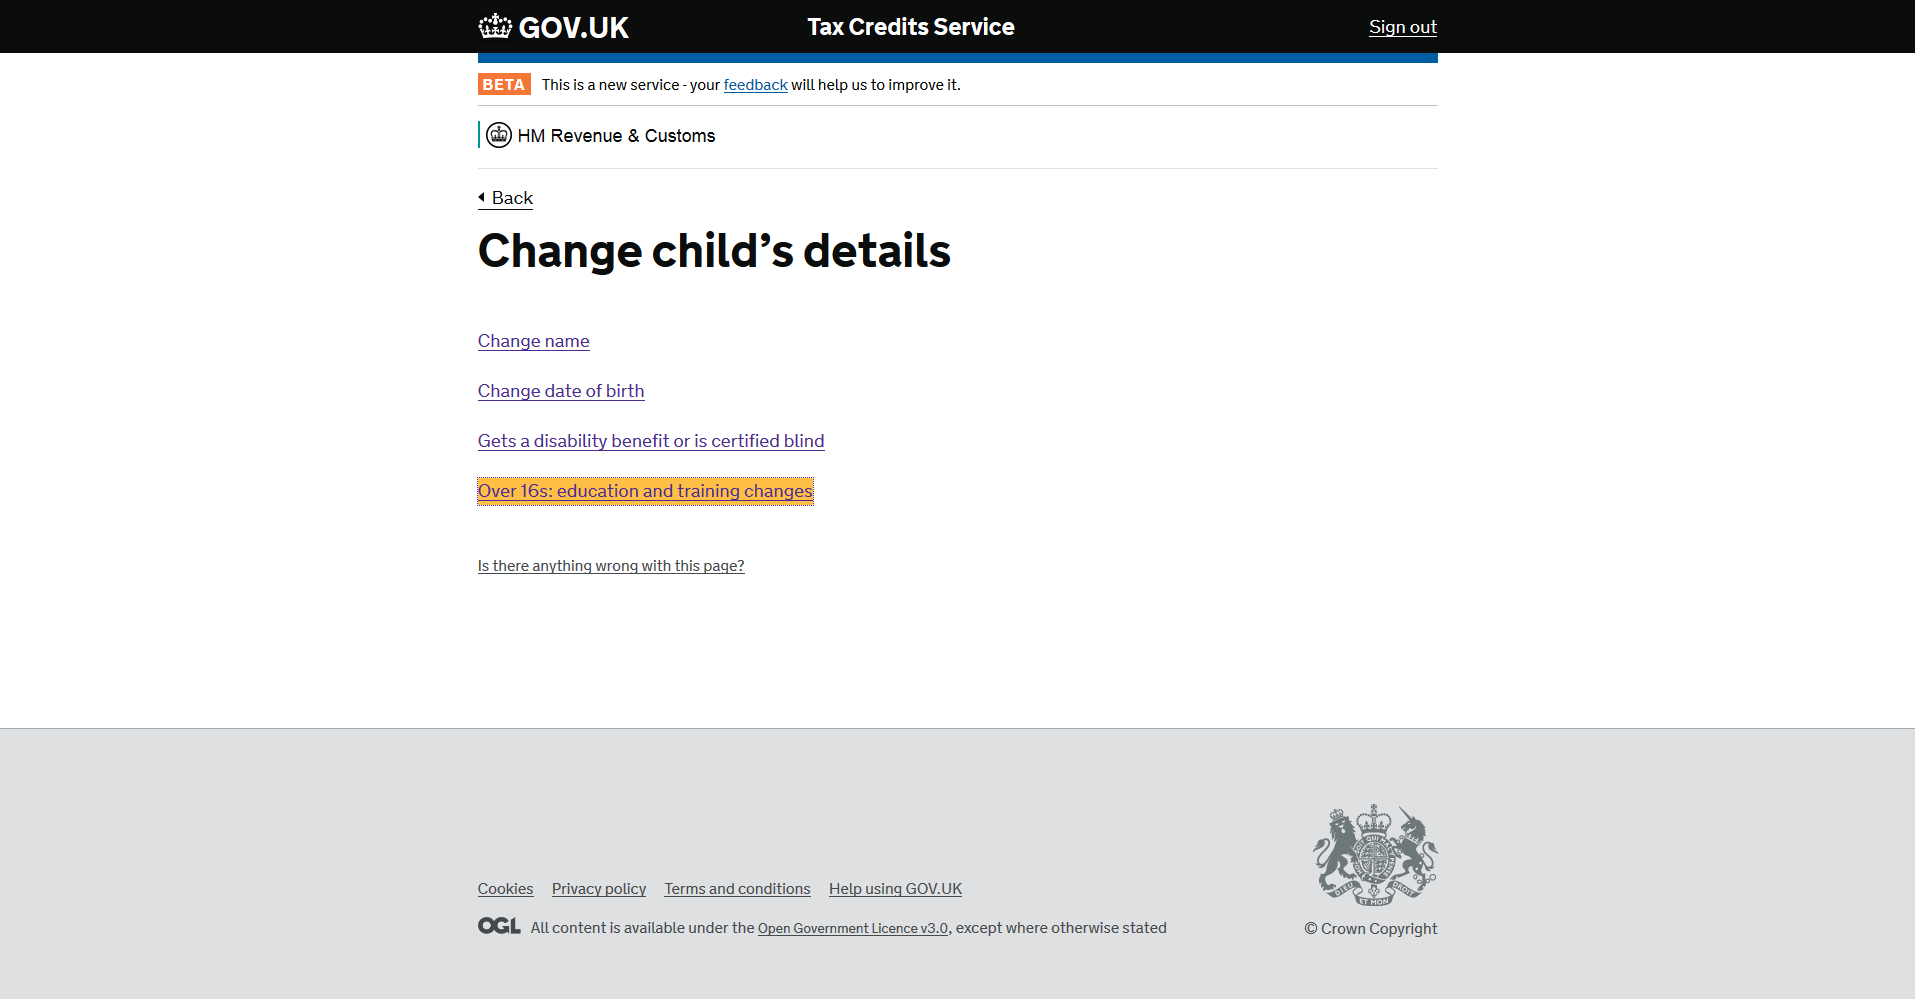 GOV.UK Tax Credits Service Sign out
BETA This is a new service - your feedback will help us to improve it.
HM Revenue & Customs
Back
Change child’s details
Change name
Change date of birth
Gets a disability benefit or is certified blind
Over 16s: education and training changes
Is there anything wrong with this page?
Cookies Privacy policy Terms and conditions Help using GOV.UK
OGL All content is available under the Open Government Licence v3.0, except where otherwise stated
DIEU ET MON DROIT
© Crown Copyright